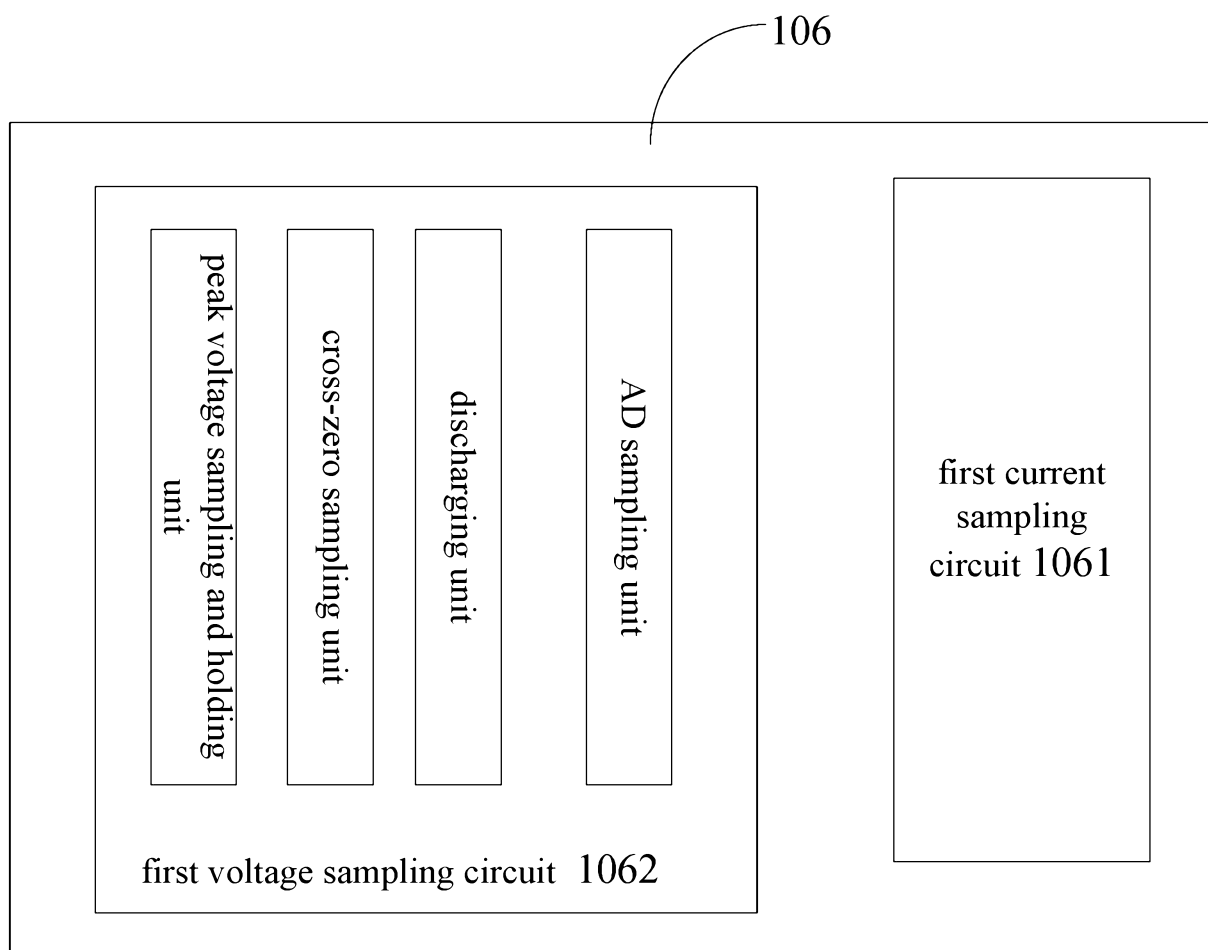 106
peak voltage sampling and holding
unit
cross-zero sampling unit
discharging unit
AD sampling unit
first current
sampling
circuit 1061
first voltage sampling circuit 1062